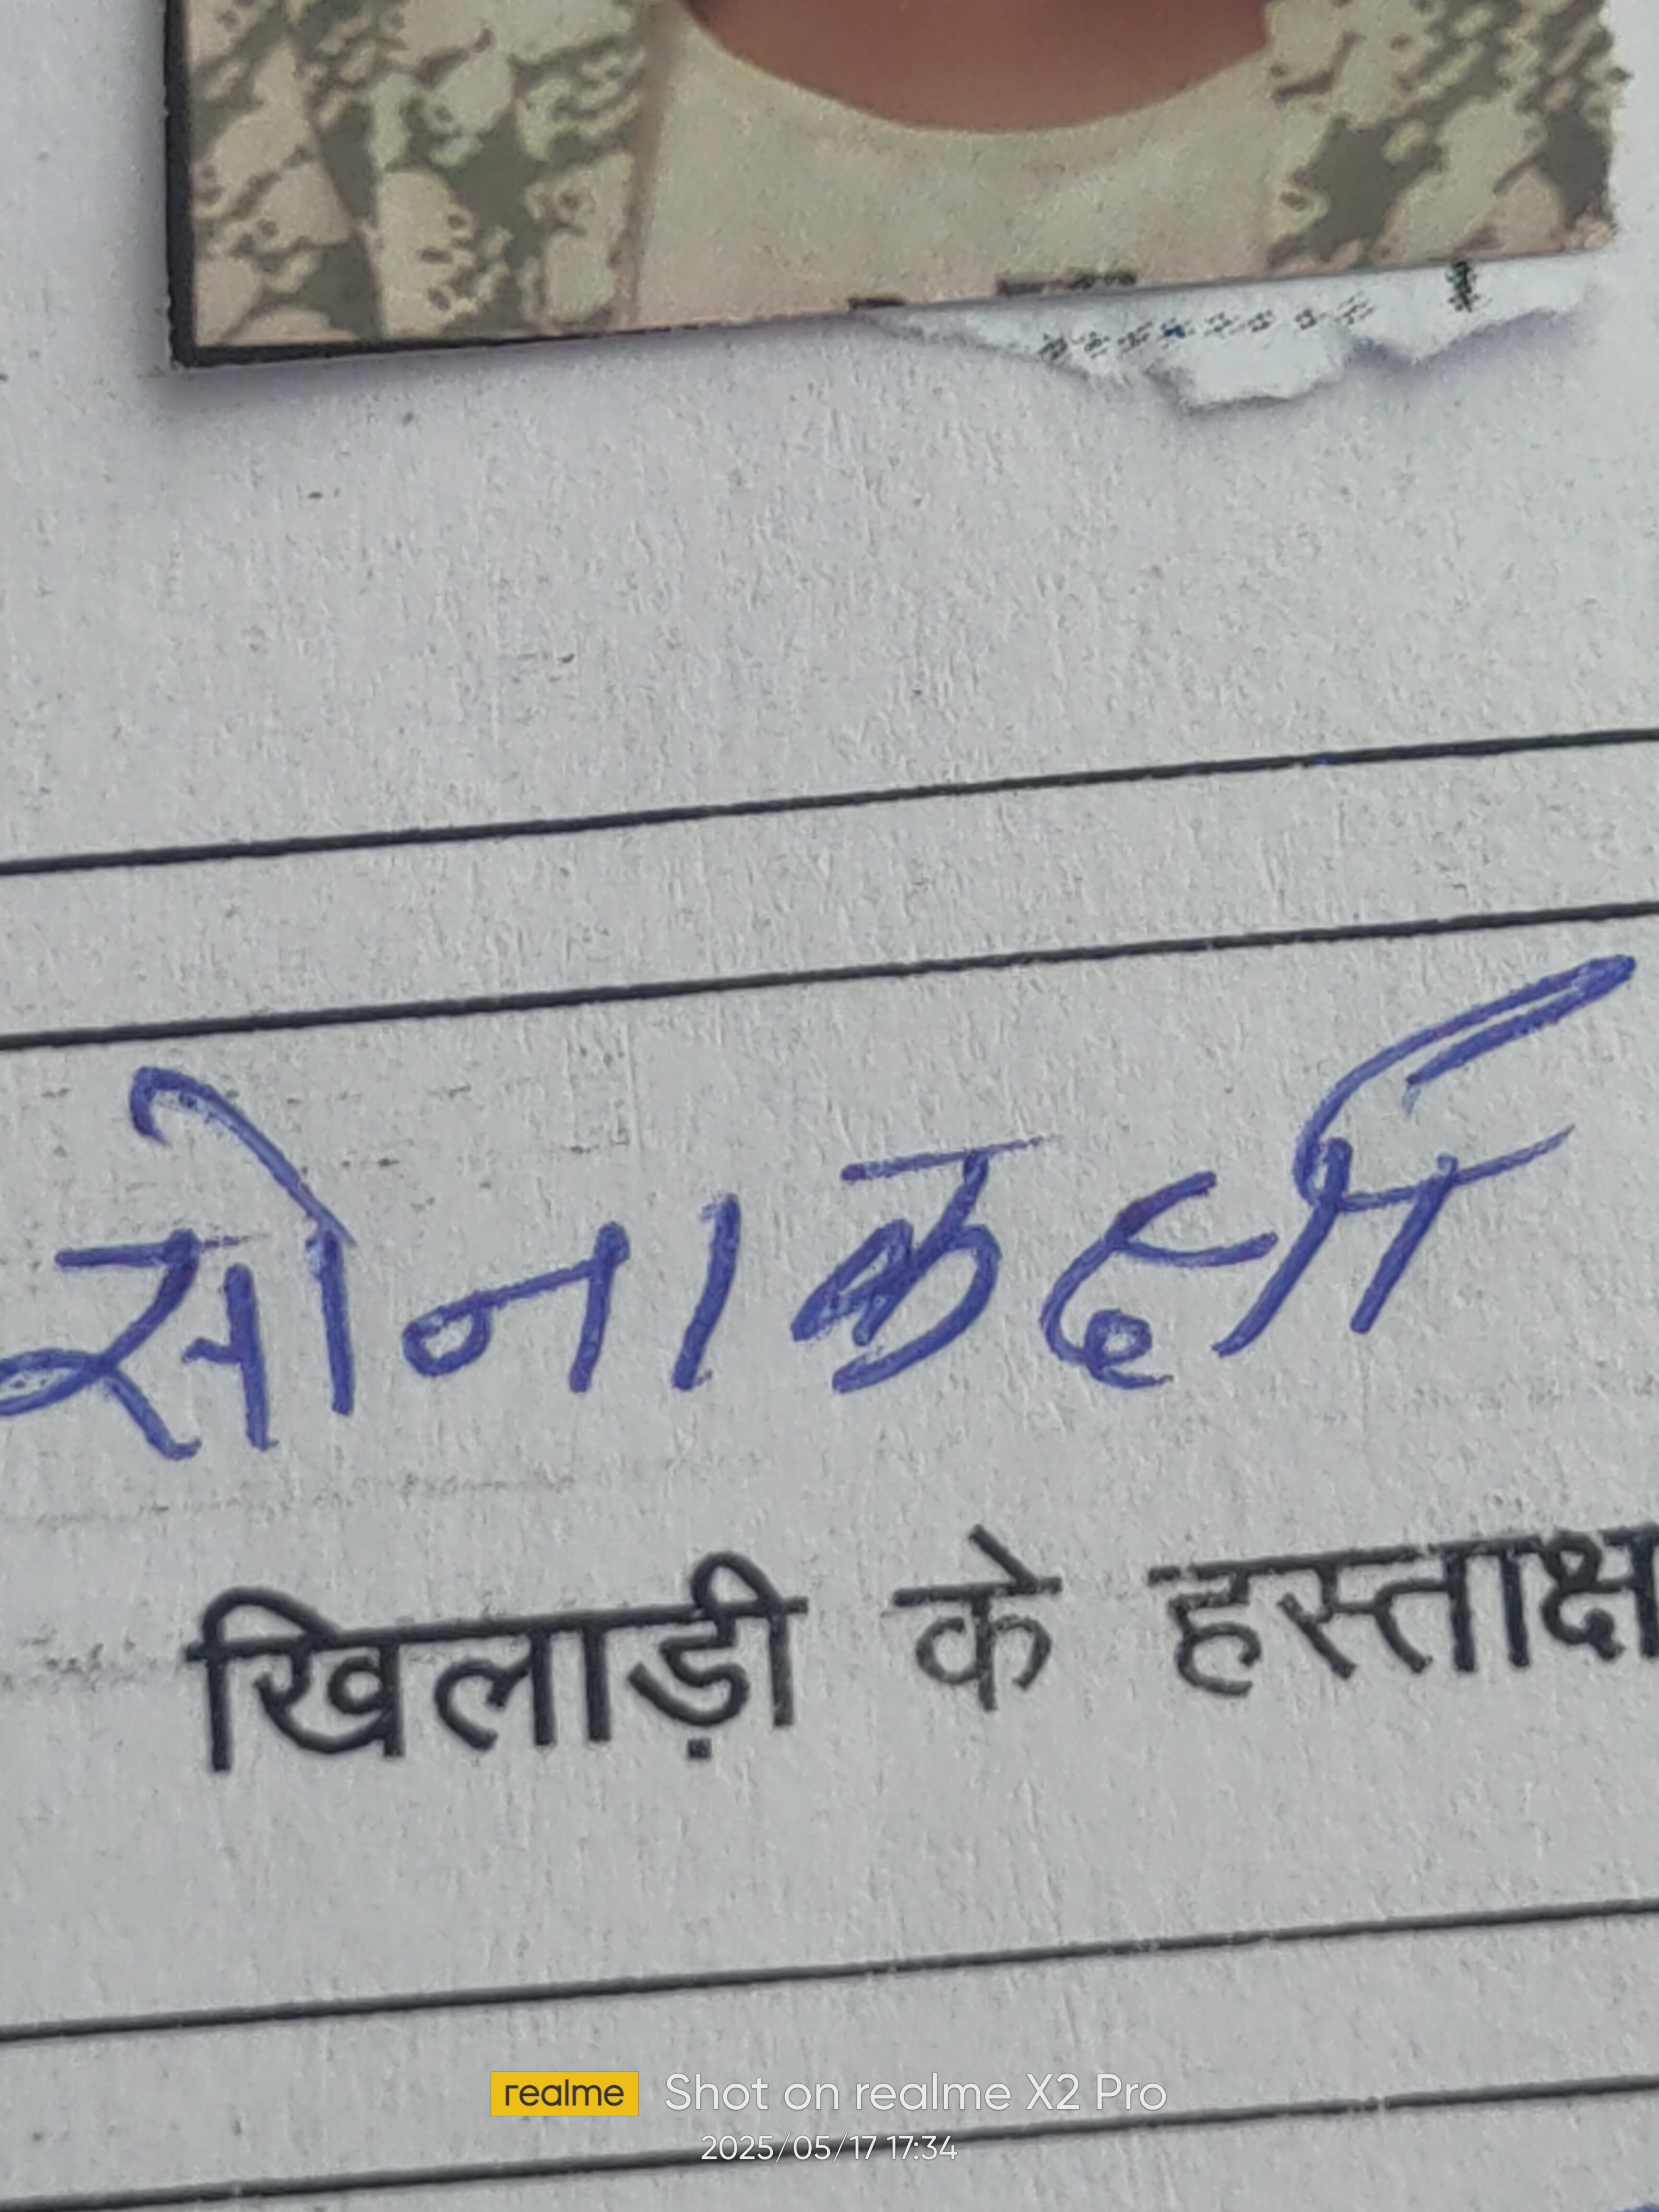 सोनाक्षी
खिलाड़ी के हस्ताक्ष
realme Shot on realme X2 Pro
2025/05/17 17:34